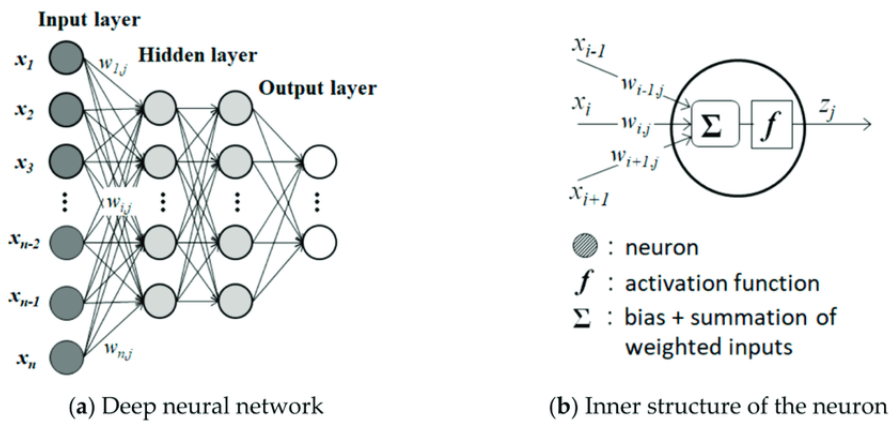 Input layer
x1
w1,j
Hidden layer
x2
Output layer
x3
wi,j
xn-2
xn-1
wn,j
xn
(a) Deep neural network
xi-1
wi-1,j
xi
wi,j
Σ
f
zj
wi+1,j
xi+1
: neuron
f : activation function
Σ : bias + summation of
weighted inputs
(b) Inner structure of the neuron